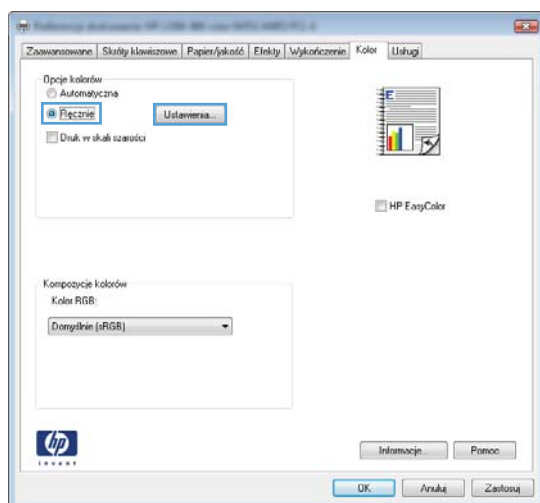 Zaawansowane Skróty klawiszowe Papier/jakość Efekty Wykończenie Kolor Usługi
Opcje kolorów
Automatyczna
Ręcznie Ustawienia...
Druk w skali szarości
E
HP EasyColor
Kompozycje kolorów
Kolor RGB:
Domyślnie (sRGB)
hp
invent
Informacje... Pomoc
OK Anuluj Zastosuj